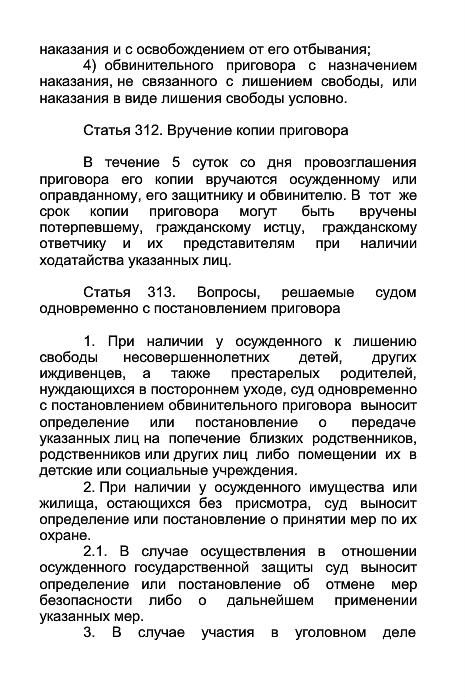 наказания и с освобождением от его отбывания;
4) обвинительного приговора с назначением
наказания, не связанного с лишением свободы, или
наказания в виде лишения свободы условно.
Статья 312. Вручение копии приговора
В течение 5 суток со дня провозглашения
приговора его копии вручаются осужденному или
оправданному, его защитнику и обвинителю. В тот же
срок копии приговора могут быть вручены
потерпевшему, гражданскому истцу, гражданскому
ответчику и их представителям при наличии
ходатайства указанных лиц.
Статья 313. Вопросы, решаемые судом
одновременно с постановлением приговора
1. При наличии у осужденного к лишению
свободы несовершеннолетних детей, других
иждивенцев, а также престарелых родителей,
нуждающихся в постороннем уходе, суд одновременно
с постановлением обвинительного приговора выносит
определение или постановление о передаче
указанных лиц на попечение близких родственников,
родственников или других лиц либо помещении их в
детские или социальные учреждения.
2. При наличии у осужденного имущества или
жилища, остающихся без присмотра, суд выносит
определение или постановление о принятии мер по их
охране.
2.1. В случае осуществления в отношении
осужденного государственной защиты суд выносит
определение или постановление об отмене мер
безопасности либо о дальнейшем применении
указанных мер.
3. В случае участия в уголовном деле